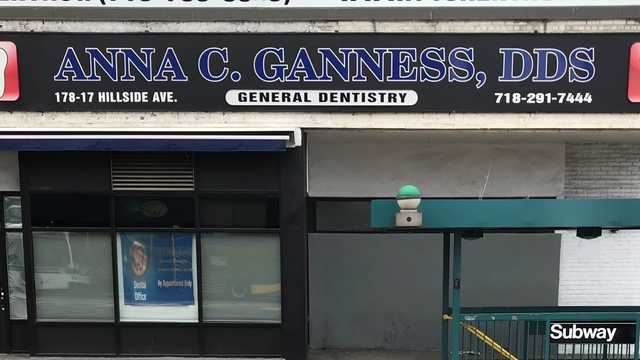 ANNA C. GANNESS, DDS
178-17 HILLSIDE AVE.
GENERAL DENTISTRY
718-291-7444
Dental
Office
By Appointment Only
Subway